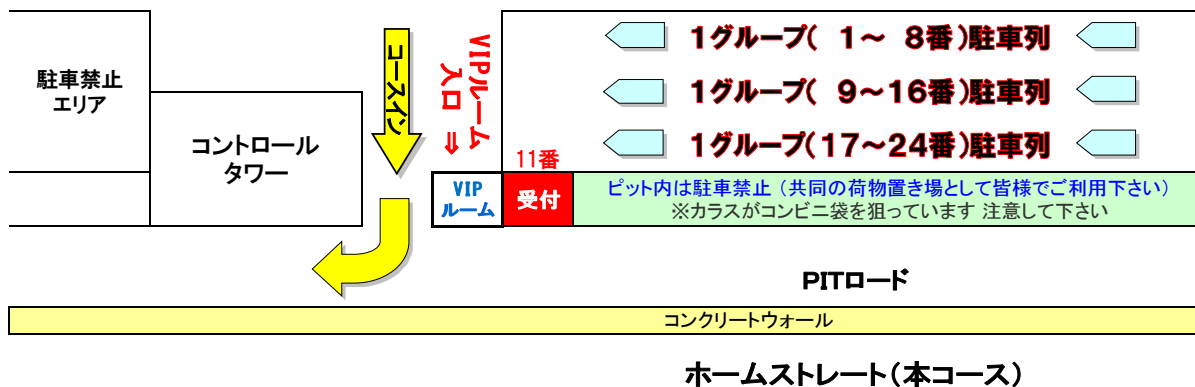 駐車禁止
エリア
コントロール
タワー
コースイン
VIPルーム
入口 ⇒
1グループ( 1～ 8番)駐車列
1グループ( 9～16番)駐車列
1グループ(17～24番)駐車列
11番
VIP
ルーム
受付
ピット内は駐車禁止（共同の荷物置き場として皆様でご利用下さい）
※カラスがコンビニ袋を狙っています 注意して下さい
PITロード
コンクリートウォール
ホームストレート（本コース）